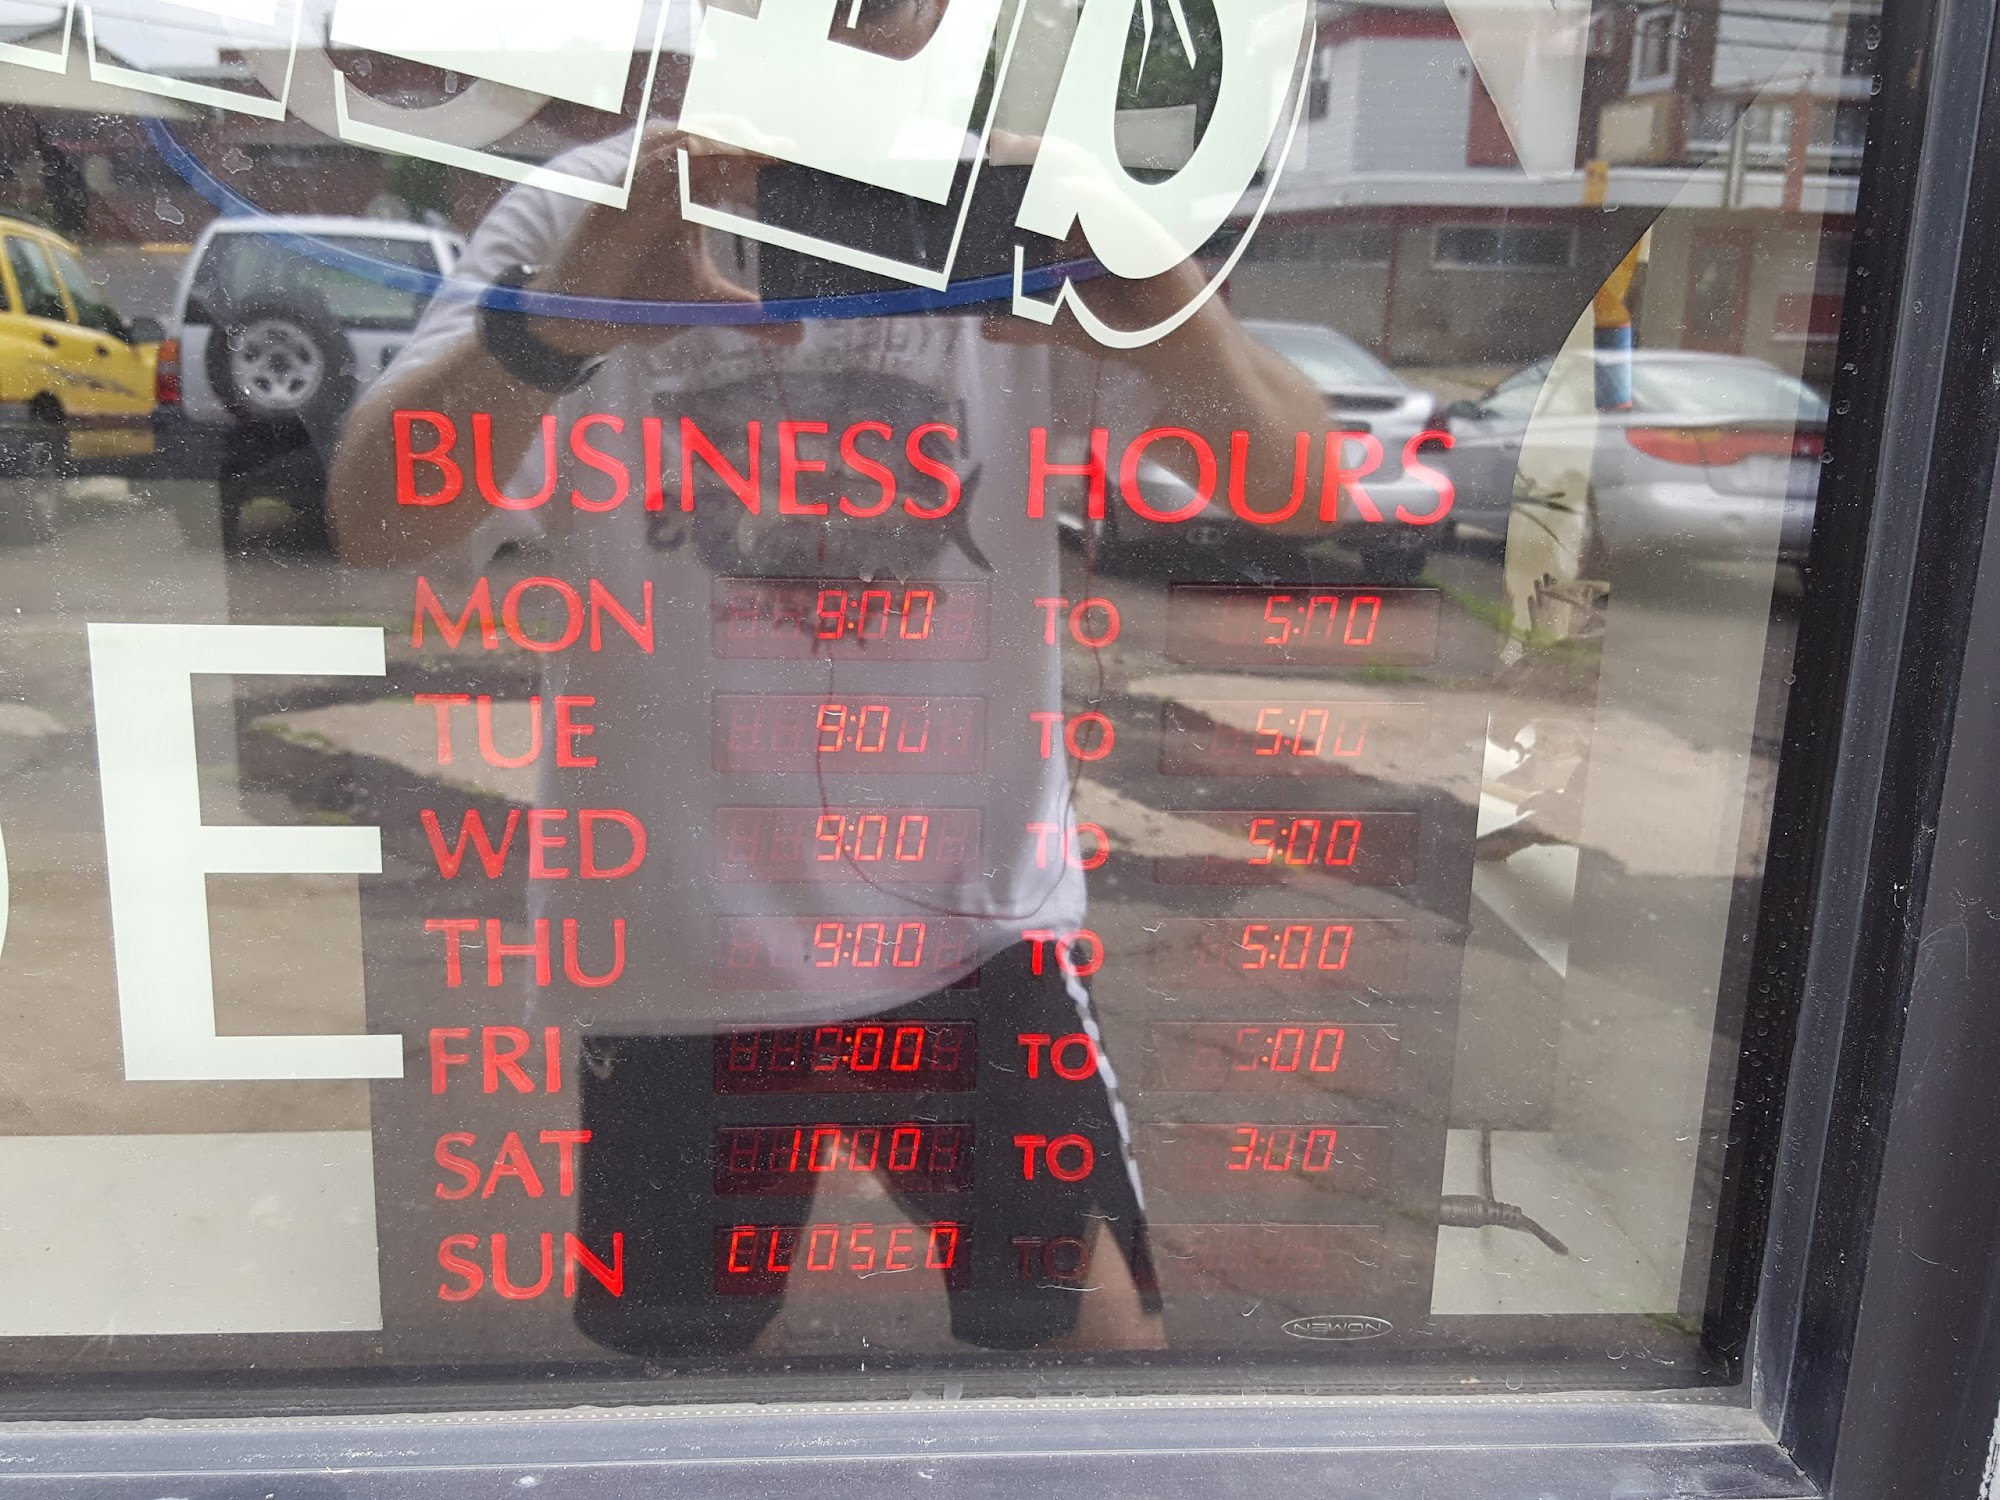 BUSINESS HOURS
MON 9:00 TO 5:00
TUE 9:00 TO 5:00
WED 9:00 TO 5:00
THU 9:00 TO 5:00
FRI :00 TO 5:00
SAT 10:00 TO 3:00
SUN CLOSED TO
E
NEWON